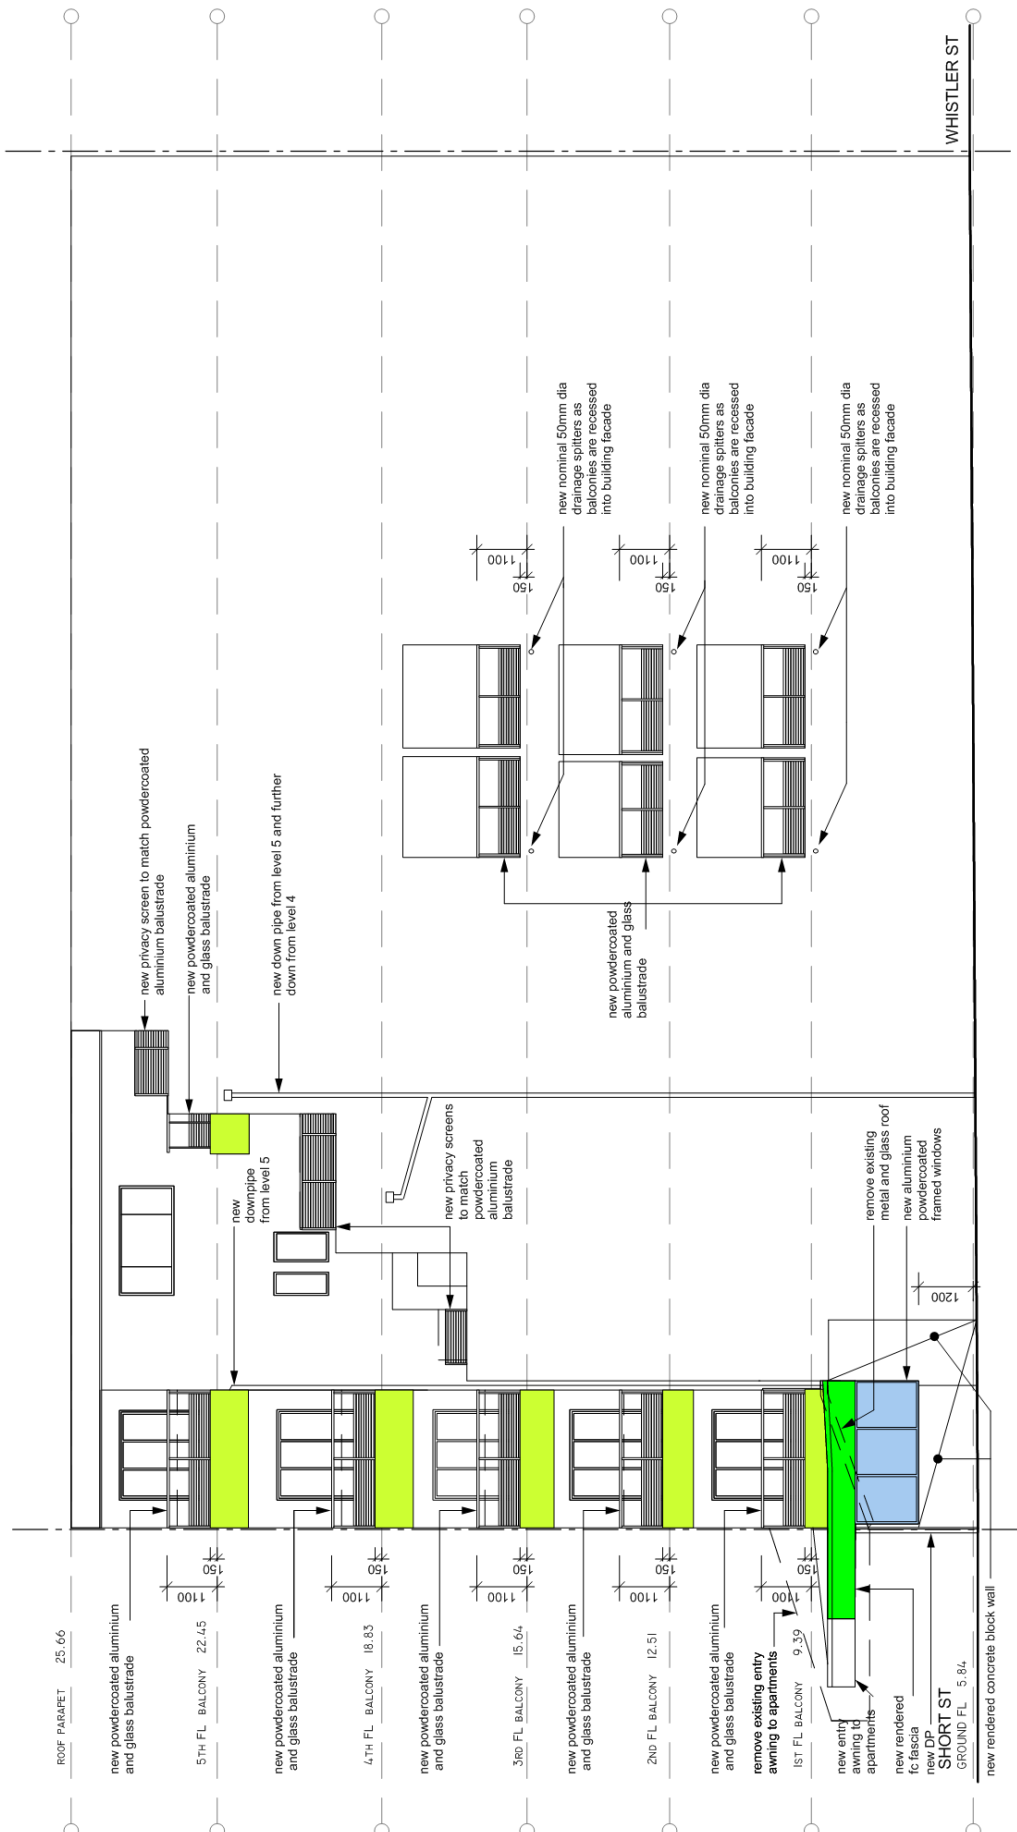 WHISTLER ST
new nominal 50mm dia
drainage spitters as
balconies are recessed
into building facade
new nominal 50mm dia
drainage spitters as
balconies are recessed
into building facade
new nominal 50mm dia
drainage spitters as
balconies are recessed
into building facade
1100
150
1100
150
1100
150
new privacy screen to match powdercoated
aluminium balustrade
new powdercoated aluminium
and glass balustrade
new down pipe from level 5 and further
down from level 4
new powdercoated
aluminium and glass
balustrade
new
downpipe
from level 5
new privacy screens
to match
powdercoated
aluminium
balustrade
remove existing
metal and glass roof
new aluminium
powdercoated
framed windows
1200
1100
150
1100
150
1100
150
1100
150
1100
150
ROOF PARAPET 25.66
new powdercoated aluminium
and glass balustrade
5TH FL BALCONY 22.45
new powdercoated aluminium
and glass balustrade
4TH FL BALCONY 18.83
new powdercoated aluminium
and glass balustrade
3RD FL BALCONY 15.64
new powdercoated aluminium
and glass balustrade
2ND FL BALCONY 12.51
new powdercoated aluminium
and glass balustrade
remove existing entry
awning to apartments
1ST FL BALCONY 9.39
new entry
awning to
apartments
new rendered
fc fascia
new DP
SHORT ST
GROUND FL 5.84
new rendered concrete block wall